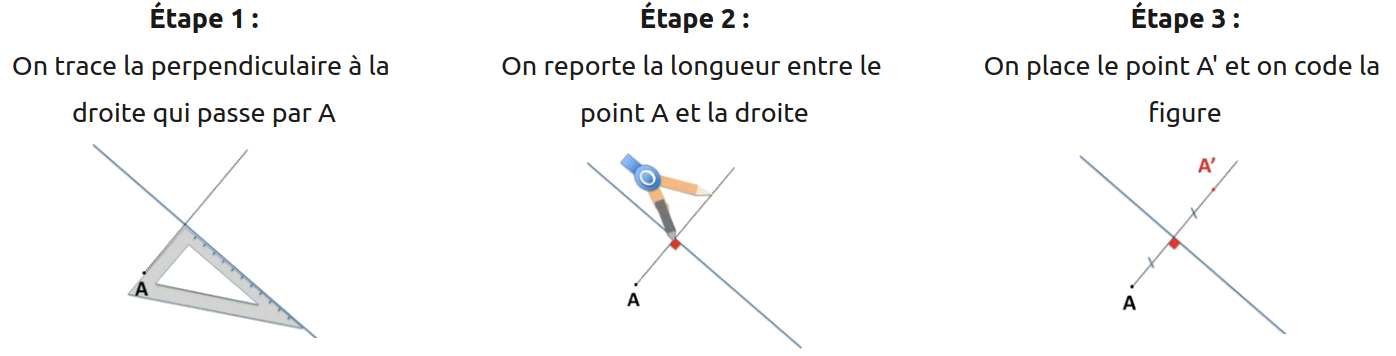 Étape 1 :
On trace la perpendiculaire à la
droite qui passe par A
A
Étape 2 :
On reporte la longueur entre le
point A et la droite
A
Étape 3 :
On place le point A' et on code la
figure
A’
A